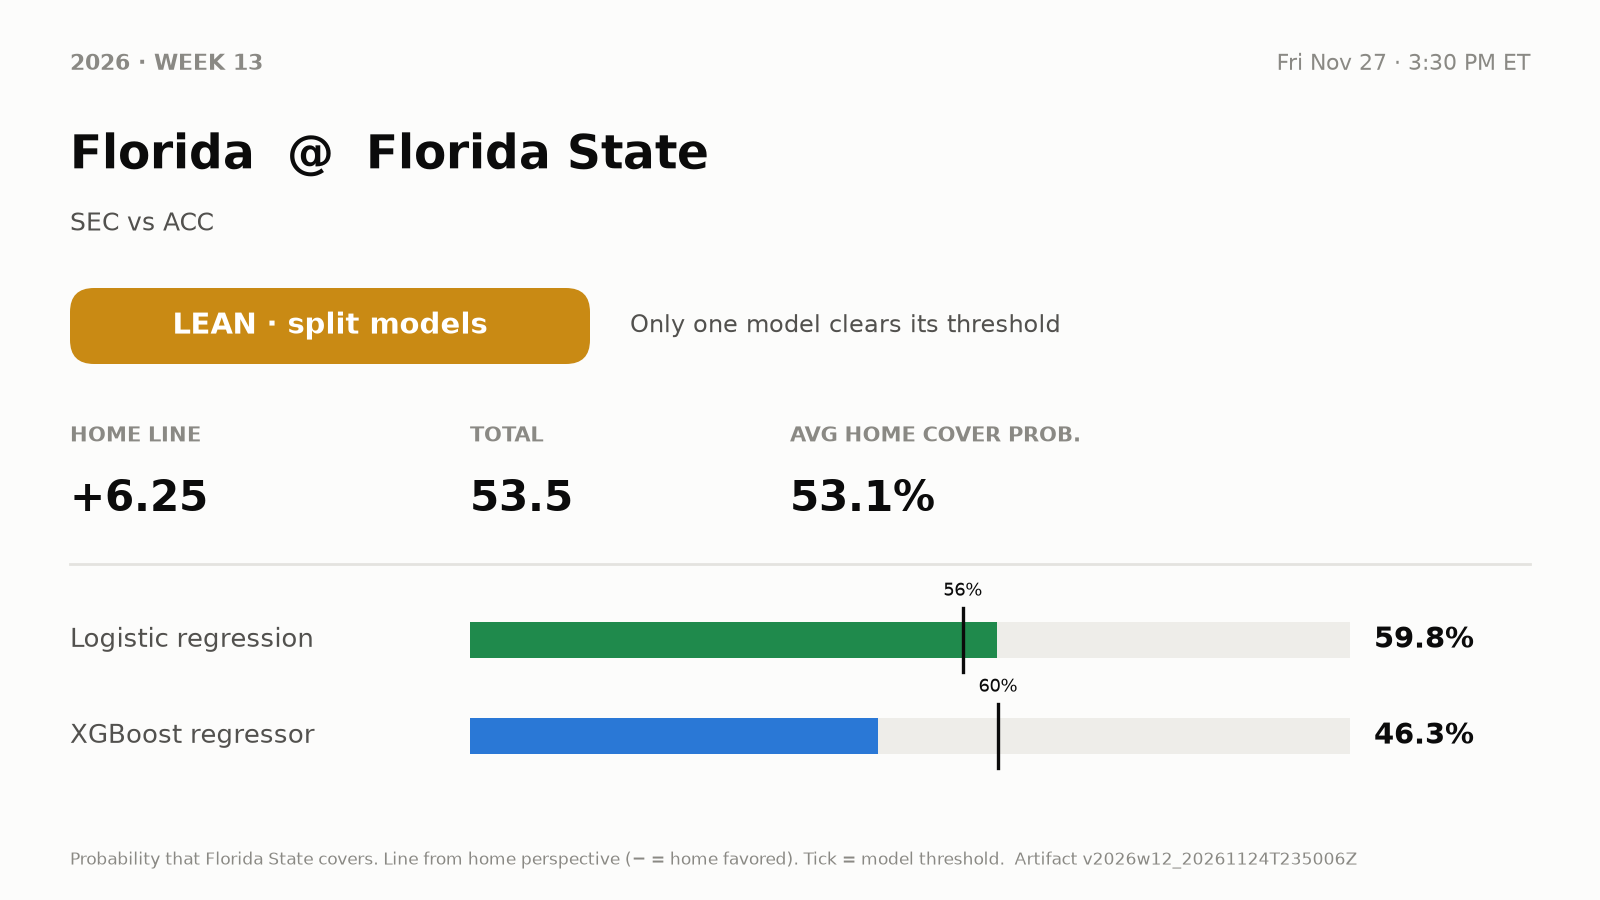 2026 · WEEK 13
Fri Nov 27 · 3:30 PM ET
Florida @ Florida State
SEC vs ACC
LEAN · split models
Only one model clears its threshold
HOME LINE
TOTAL
AVG HOME COVER PROB.
+6.25
53.5
53.1%
56%
Logistic regression
59.8%
60%
XGBoost regressor
46.3%
Probability that Florida State covers. Line from home perspective (− = home favored). Tick = model threshold. Artifact v2026w12_20261124T235006Z